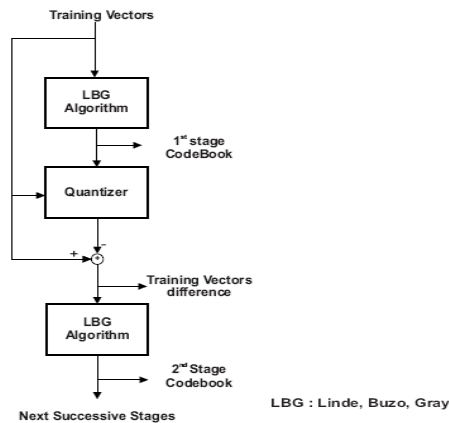 Training Vectors
LBG
Algorithm
1st stage
CodeBook
Quantizer
-
+
*
Training Vectors
difference
LBG
Algorithm
2nd Stage
Codebook
Next Successive Stages
LBG : Linde, Buzo, Gray